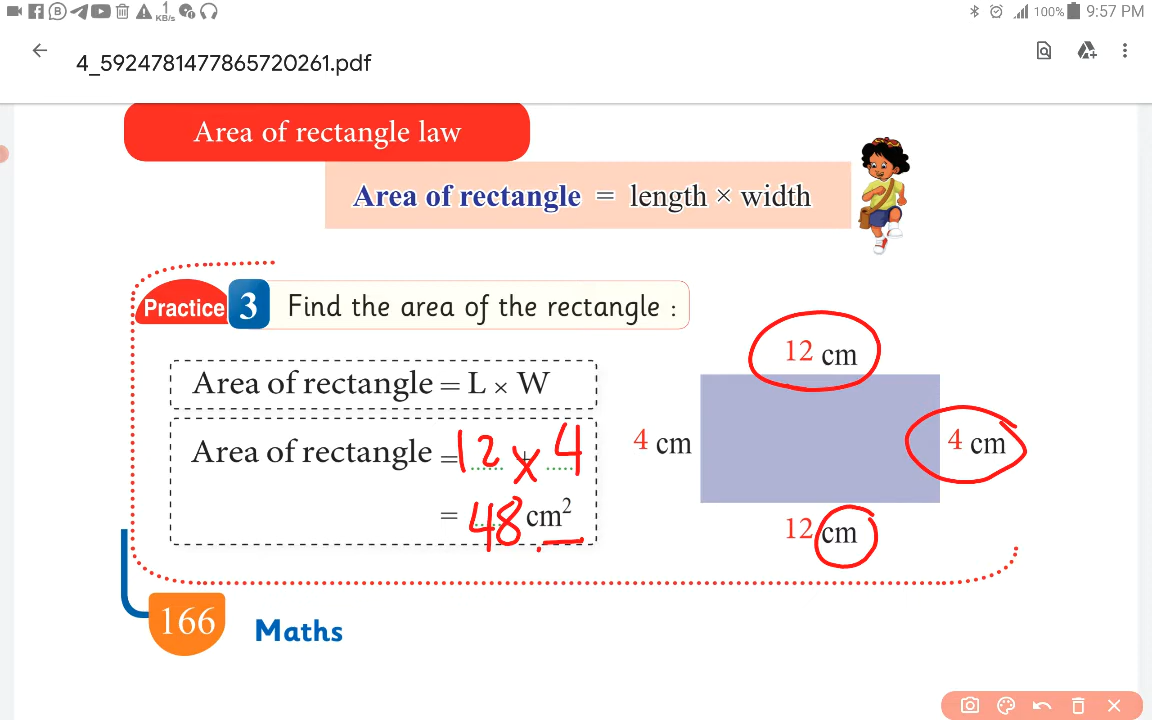 1
KB/s
100%
9:57 PM
4_5924781477865720261.pdf
Area of rectangle law
Area of rectangle = length × width
Practice 3 Find the area of the rectangle :
12 cm
Area of rectangle = L × W
Area of rectangle = 12 × 4
4 cm
4 cm
= 48 cm²
12 cm
166
Maths